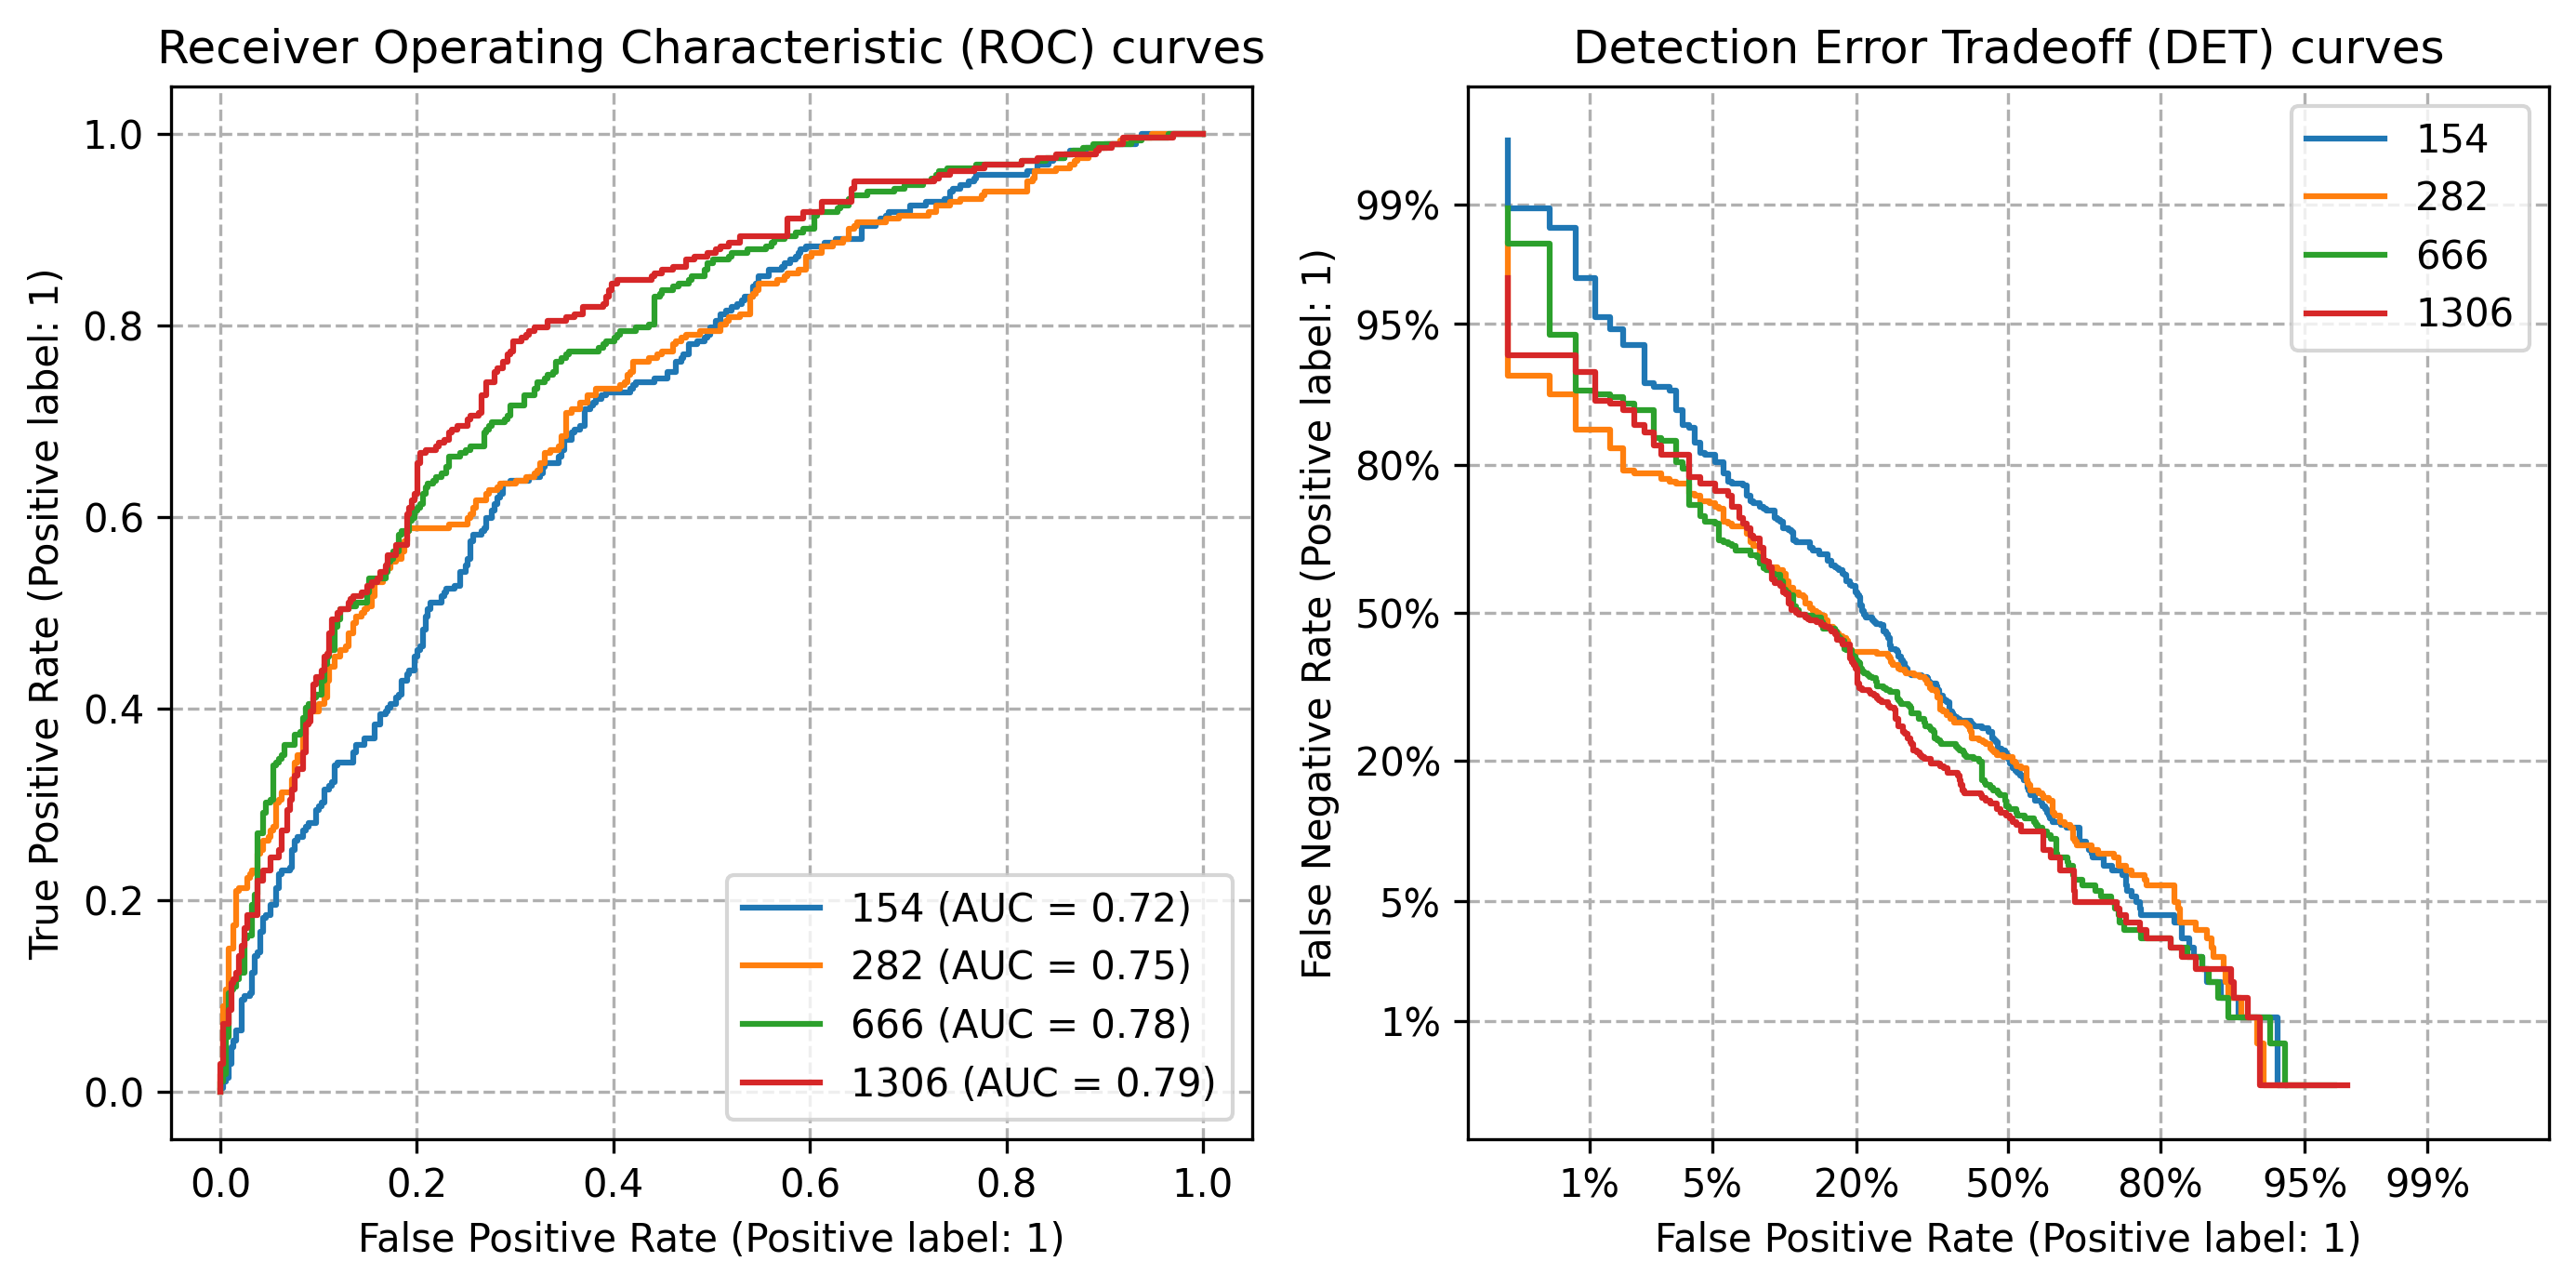 Receiver Operating Characteristic (ROC) curves
True Positive Rate (Positive label: 1)
1.0
0.8
0.6
0.4
0.2
0.0
154 (AUC = 0.72)
282 (AUC = 0.75)
666 (AUC = 0.78)
1306 (AUC = 0.79)
0.0 0.2 0.4 0.6 0.8 1.0
False Positive Rate (Positive label: 1)
Detection Error Tradeoff (DET) curves
False Negative Rate (Positive label: 1)
99%
95%
80%
50%
20%
5%
1%
154
282
666
1306
1% 5% 20% 50% 80% 95% 99%
False Positive Rate (Positive label: 1)